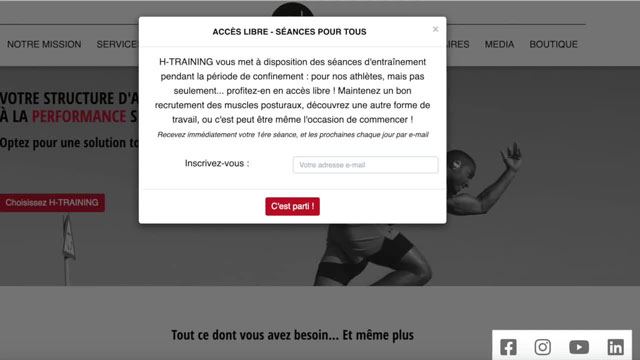 ACCÈS LIBRE - SÉANCES POUR TOUS
×
NOTRE MISSION
AIRES
MEDIA
BOUTIQUE
H-TRAINING vous met à disposition des séances d'entraînement
pendant la période de confinement : pour nos athlètes, mais pas
seulement... profitez-en en accès libre ! Maintenez un bon
recrutement des muscles posturaux, découvrez une autre forme de
travail, ou c'est peut être même l'occasion de commencer !
Recevez immédiatement votre 1ére séance, et les prochaines chaque jour par e-mail
Inscrivez-vous :
Votre adresse e-mail
C'est parti !
VOTRE STRUCTURE D'A
À LA PERFORMANCE S
Optez pour une solution to
Choisissez H-TRAINING
Tout ce dont vous avez besoin... Et même plus